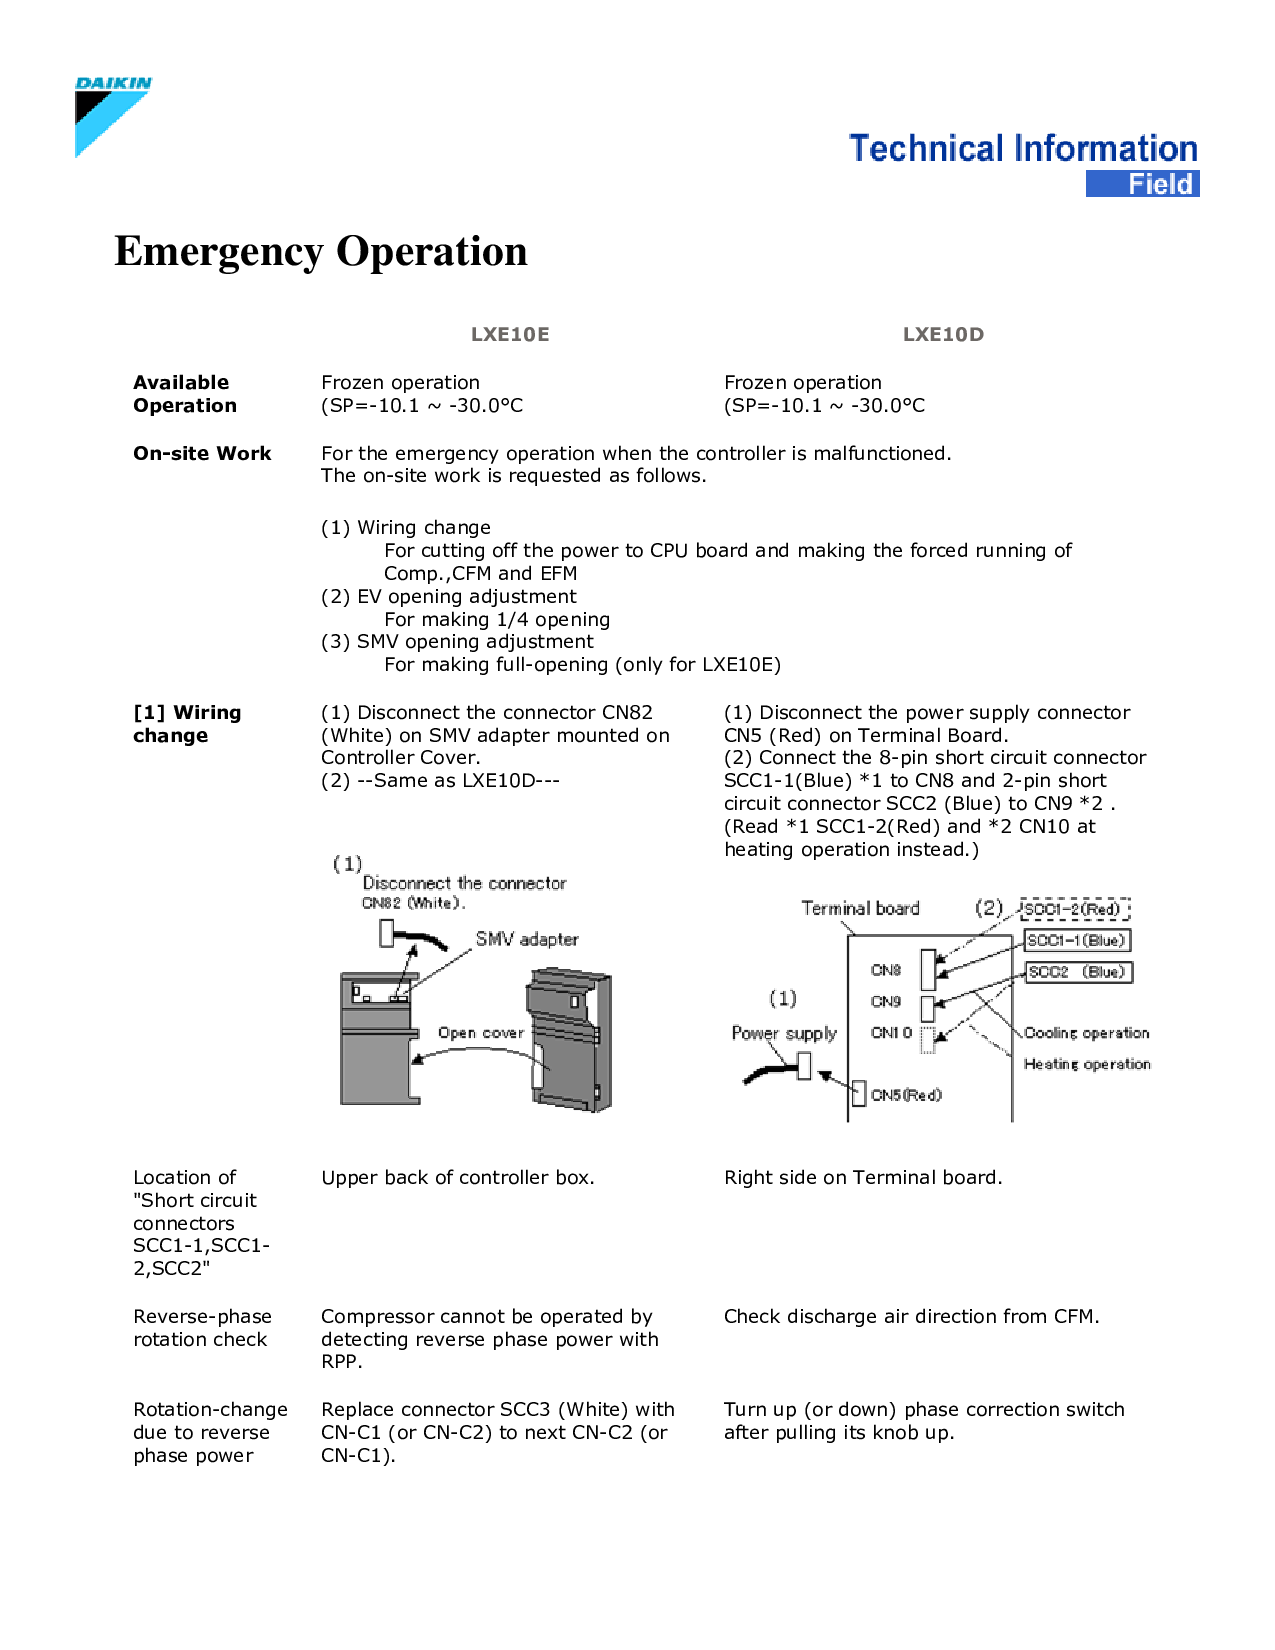 DAIKIN
Technical Information
Field
Emergency Operation
LXE10E
LXE10D
Available
Operation
Frozen operation
(SP=-10.1 ~ -30.0°C
Frozen operation
(SP=-10.1 ~ -30.0°C
On-site Work
For the emergency operation when the controller is malfunctioned.
The on-site work is requested as follows.
(1) Wiring change
For cutting off the power to CPU board and making the forced running of
Comp.,CFM and EFM
(2) EV opening adjustment
For making 1/4 opening
(3) SMV opening adjustment
For making full-opening (only for LXE10E)
[1] Wiring
change
(1) Disconnect the connector CN82
(White) on SMV adapter mounted on
Controller Cover.
(2) --Same as LXE10D---
(1) Disconnect the power supply connector
CN5 (Red) on Terminal Board.
(2) Connect the 8-pin short circuit connector
SCC1-1(Blue) *1 to CN8 and 2-pin short
circuit connector SCC2 (Blue) to CN9 *2 .
(Read *1 SCC1-2(Red) and *2 CN10 at
heating operation instead.)
(1)
Disconnect the connector
CN82 (White).
SMV adapter
Open cover
Terminal board
(2)
SCC1-2(Red)
SCC1-1(Blue)
SCC2 (Blue)
CN8
CN9
CN10
(1)
Power supply
Cooling operation
Heating operation
CN5(Red)
Location of
"Short circuit
connectors
SCC1-1,SCC1-
2,SCC2"
Upper back of controller box.
Right side on Terminal board.
Reverse-phase
rotation check
Compressor cannot be operated by
detecting reverse phase power with
RPP.
Check discharge air direction from CFM.
Rotation-change
due to reverse
phase power
Replace connector SCC3 (White) with
CN-C1 (or CN-C2) to next CN-C2 (or
CN-C1).
Turn up (or down) phase correction switch
after pulling its knob up.